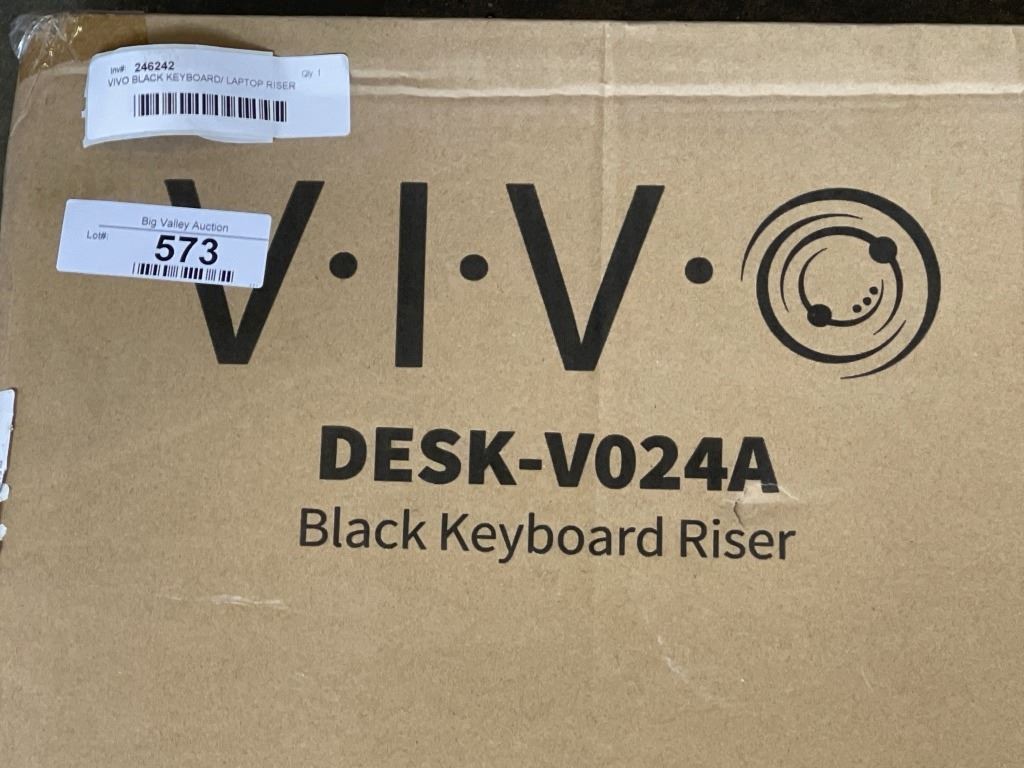 Inv#: 246242
Qty 1
VIVO BLACK KEYBOARD/ LAPTOP RISER
Big Valley Auction
Lot#: 573
V·I·V·O
DESK-V024A
Black Keyboard Riser